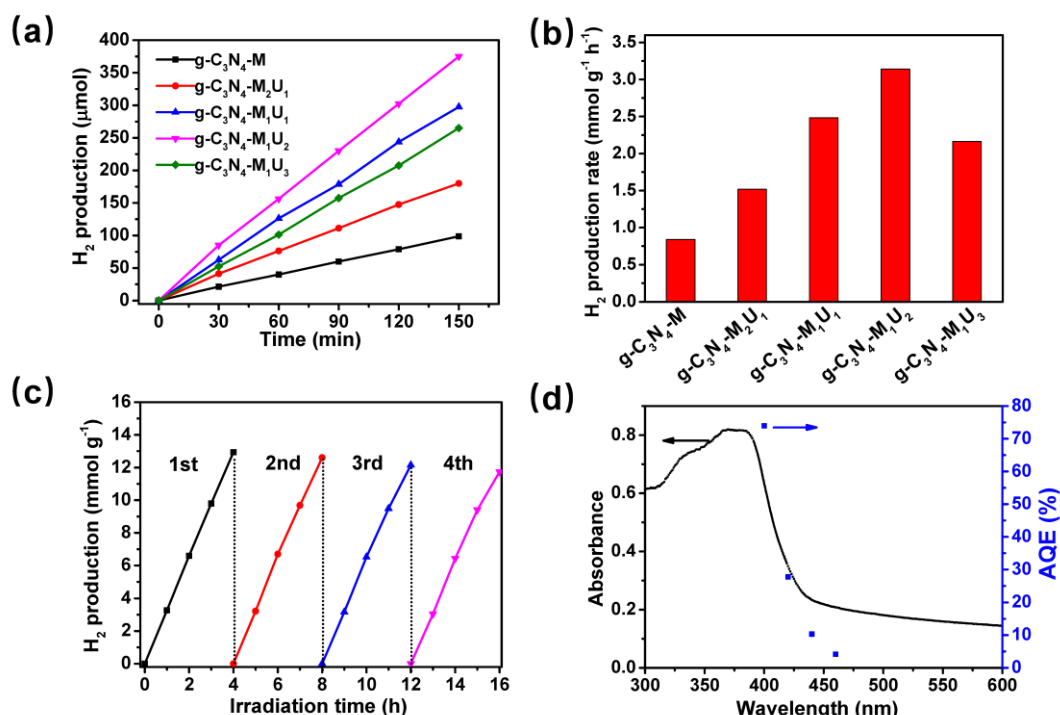 (a)
H₂ production (μmol)
400
350
300
250
200
150
100
50
0
g-C₃N₄-M
g-C₃N₄-M₂U₁
g-C₃N₄-M₁U₁
g-C₃N₄-M₁U₂
g-C₃N₄-M₁U₃
0 30 60 90 120 150
Time (min)
(b)
H₂ production rate (mmol g⁻¹ h⁻¹)
3.5
3.0
2.5
2.0
1.5
1.0
0.5
0.0
g-C₃N₄-M
g-C₃N₄-M₂U₁
g-C₃N₄-M₁U₁
g-C₃N₄-M₁U₂
g-C₃N₄-M₁U₃
(c)
H₂ production (mmol g⁻¹)
16
14
12
10
8
6
4
2
0
1st 2nd 3rd 4th
0 2 4 6 8 10 12 14 16
Irradiation time (h)
(d)
Absorbance
0.8
0.6
0.4
0.2
0.0
80
70
60
50
40
30
20
10
0
AQE (%)
300 350 400 450 500 550 600
Wavelength (nm)